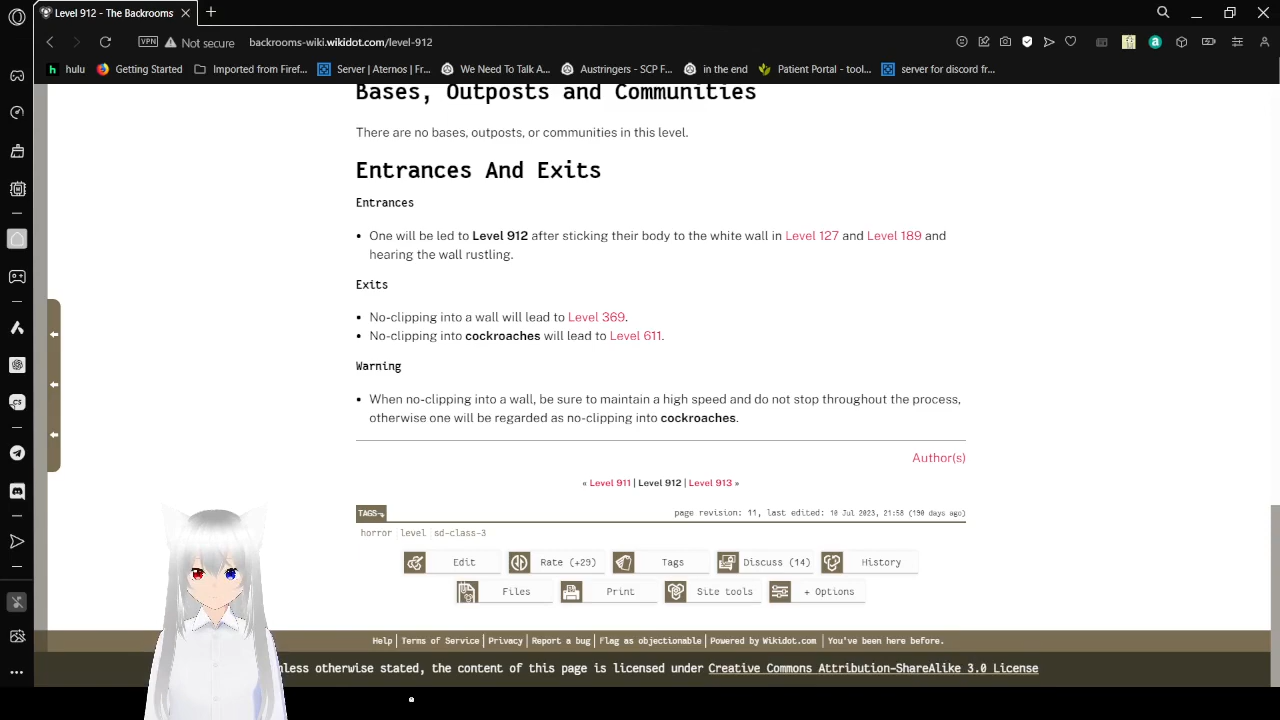 Level 912 - The Backrooms
VPN Not secure backrooms-wiki.wikidot.com/level-912
hulu Getting Started Imported from Firef... Server | Aternos | Fr... We Need To Talk A... Austringers - SCP F... in the end Patient Portal - tool... server for discord fr...
Bases, Outposts and Communities
There are no bases, outposts, or communities in this level.
Entrances And Exits
Entrances
• One will be led to Level 912 after sticking their body to the white wall in Level 127 and Level 189 and
hearing the wall rustling.
Exits
• No-clipping into a wall will lead to Level 369.
• No-clipping into cockroaches will lead to Level 611.
Warning
• When no-clipping into a wall, be sure to maintain a high speed and do not stop throughout the process,
otherwise one will be regarded as no-clipping into cockroaches.
Author(s)
« Level 911 | Level 912 | Level 913 »
TAGS page revision: 11, last edited: 10 Jul 2023, 21:58 (190 days ago)
horror level sd-class-3
Edit Rate (+29) Tags Discuss (14) History
Files Print Site tools + Options
Help | Terms of Service | Privacy | Report a bug | Flag as objectionable | Powered by Wikidot.com | You've been here before.
nless otherwise stated, the content of this page is licensed under Creative Commons Attribution-ShareAlike 3.0 License